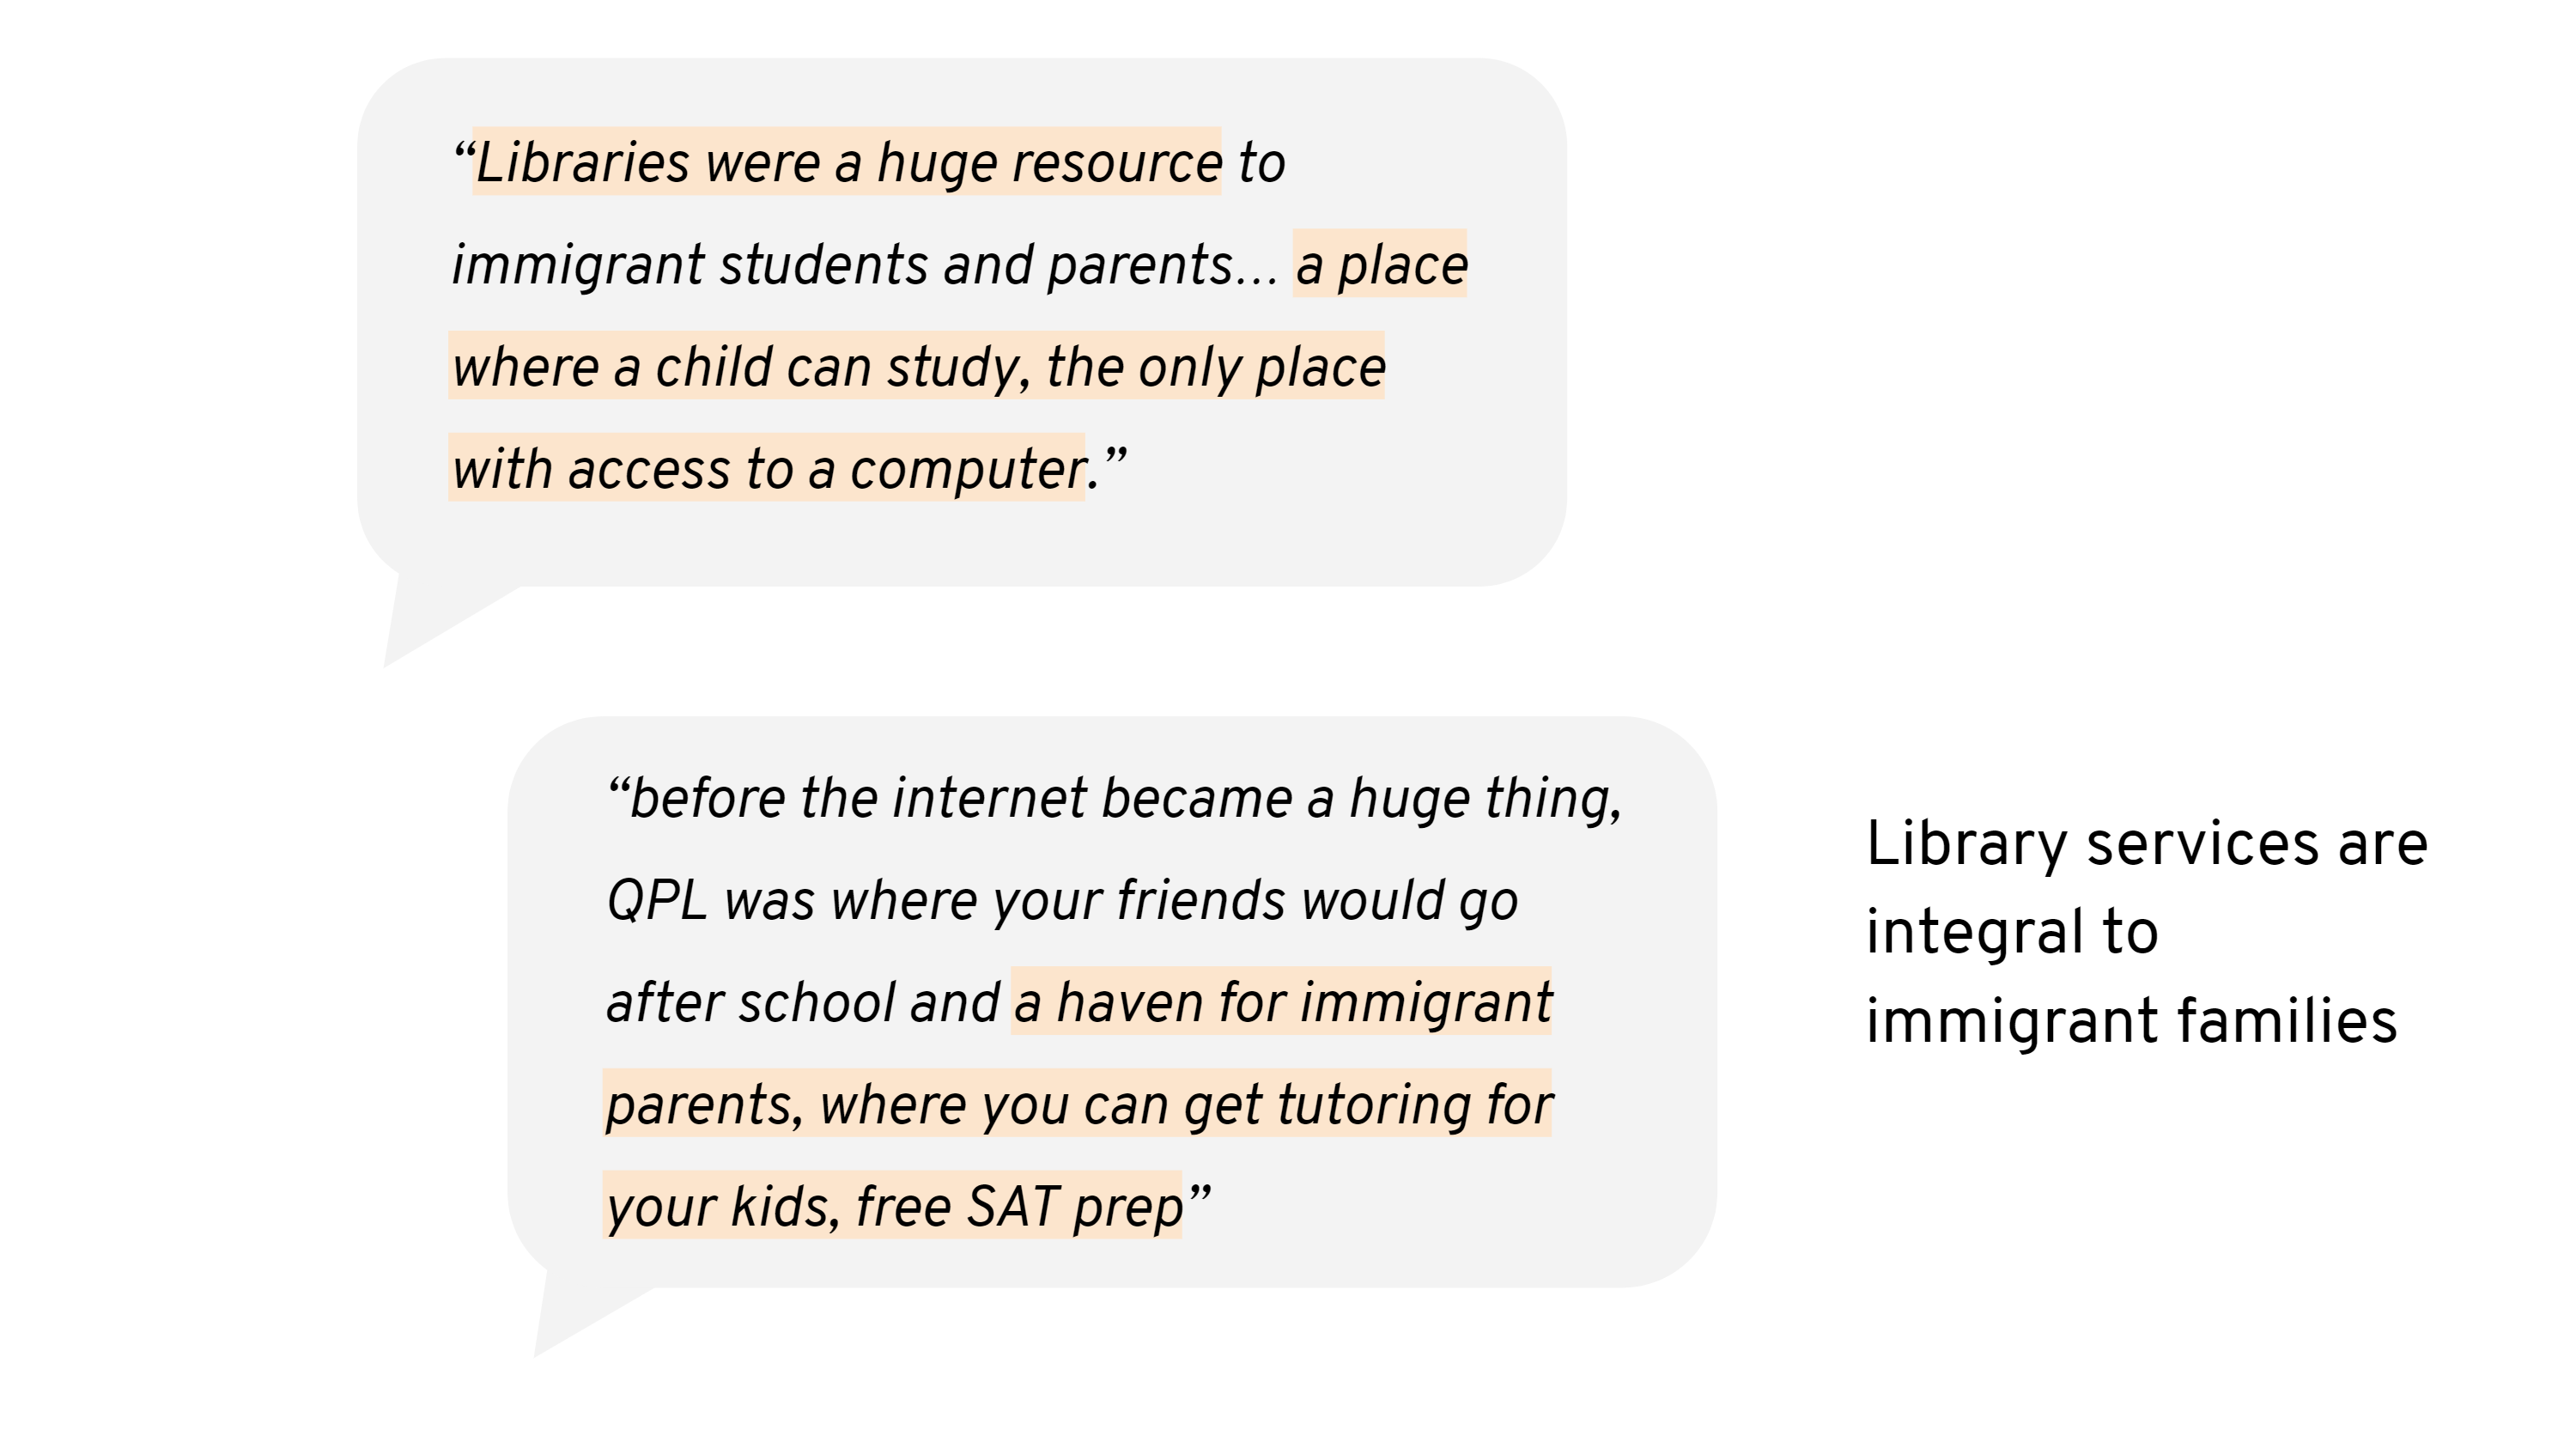 “Libraries were a huge resource to
immigrant students and parents... a place
where a child can study, the only place
with access to a computer.”
“before the internet became a huge thing,
QPL was where your friends would go
after school and a haven for immigrant
parents, where you can get tutoring for
your kids, free SAT prep”
Library services are
integral to
immigrant families